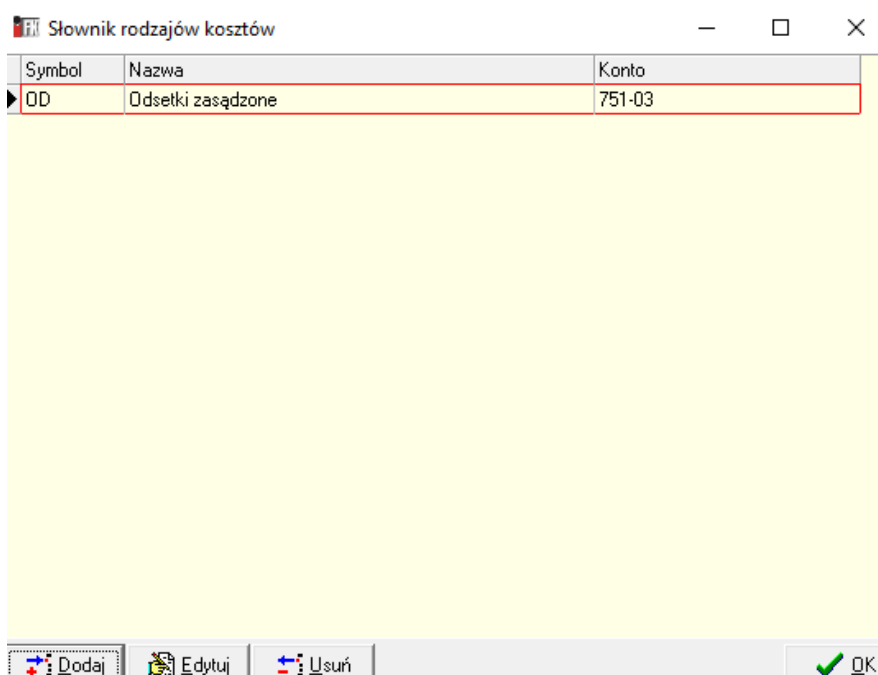 Słownik rodzajów kosztów
Symbol Nazwa Konto
OD Odsetki zasądzone 751-03
Dodaj Edytuj Usuń OK